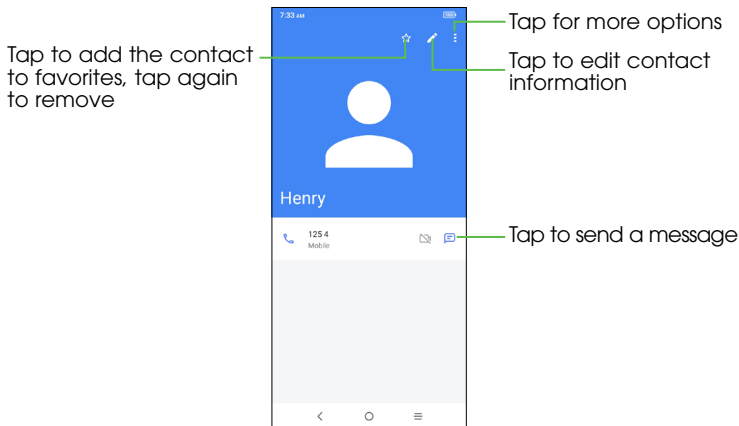 7:33 AM
Tap for more options
Tap to add the contact
to favorites, tap again
to remove
Tap to edit contact
information
Henry
125 4
Mobile
Tap to send a message